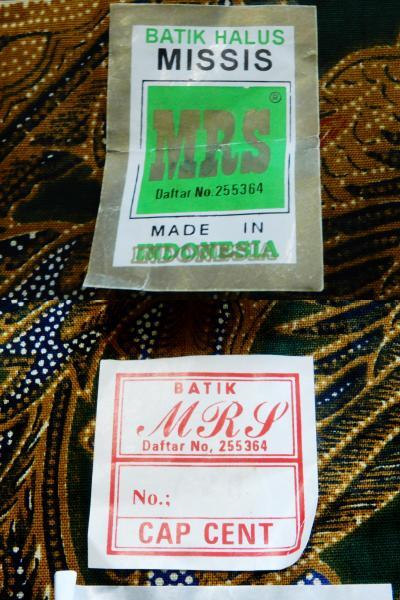 BATIK HALUS
MISSIS
MRS ®
Daftar No. 255364
MADE IN
INDONESIA
BATIK
MRS
Daftar No, 255364
No.;
CAP CENT